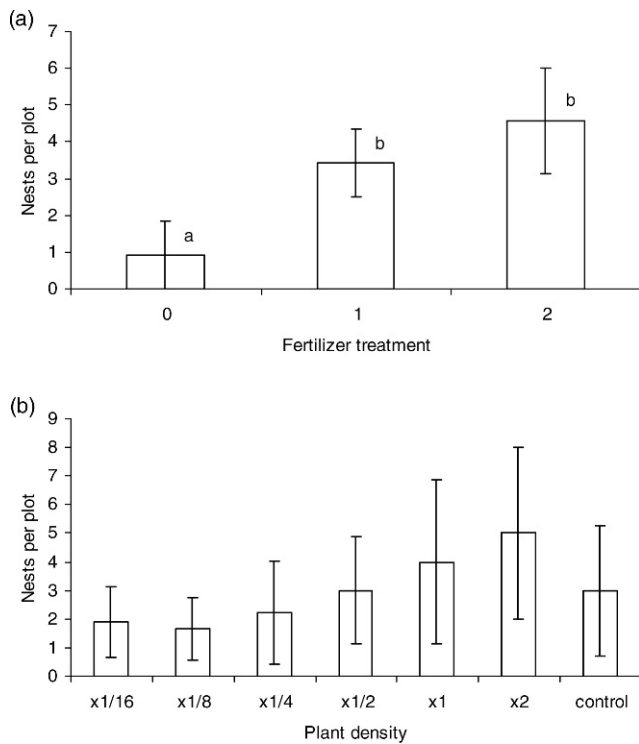 (a)
7
6
5
4
3
2
1
0
Nests per plot
a
b
b
0 1 2
Fertilizer treatment
(b)
9
8
7
6
5
4
3
2
1
0
Nests per plot
x1/16 x1/8 x1/4 x1/2 x1 x2 control
Plant density